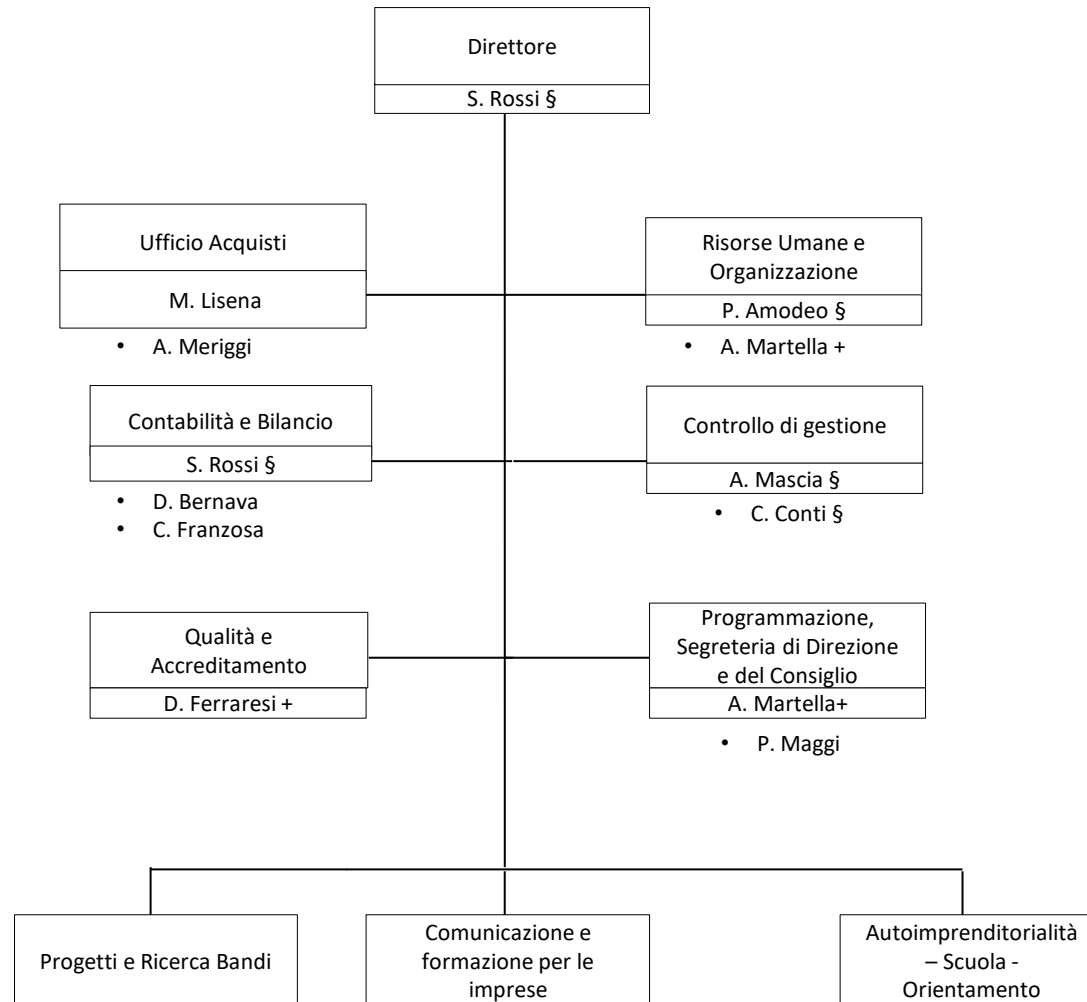 Direttore
S. Rossi §
Ufficio Acquisti
M. Lisena
• A. Meriggi
Risorse Umane e
Organizzazione
P. Amodeo §
• A. Martella +
Contabilità e Bilancio
S. Rossi §
• D. Bernava
• C. Franzosa
Controllo di gestione
A. Mascia §
• C. Conti §
Qualità e
Accreditamento
D. Ferraresi +
Programmazione,
Segreteria di Direzione
e del Consiglio
A. Martella+
• P. Maggi
Progetti e Ricerca Bandi
Comunicazione e
formazione per le
imprese
Autoimprenditorialità
– Scuola -
Orientamento